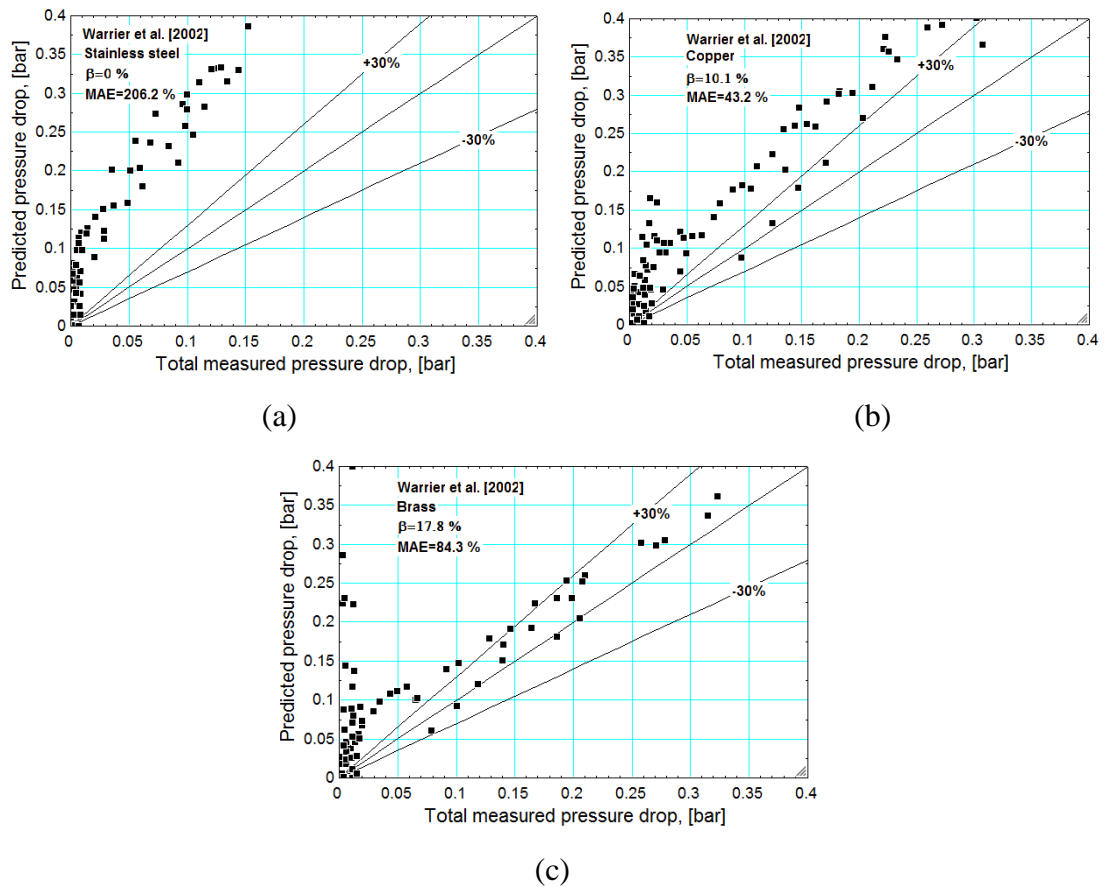 Warrier et al. [2002]
Stainless steel
β=0 %
MAE=206.2 %
+30%
-30%
Predicted pressure drop, [bar]
0.4
0.35
0.3
0.25
0.2
0.15
0.1
0.05
0
0 0.05 0.1 0.15 0.2 0.25 0.3 0.35 0.4
Total measured pressure drop, [bar]
(a)
Warrier et al. [2002]
Copper
β=10.1 %
MAE=43.2 %
+30%
-30%
Predicted pressure drop, [bar]
0.4
0.35
0.3
0.25
0.2
0.15
0.1
0.05
0
0 0.05 0.1 0.15 0.2 0.25 0.3 0.35 0.4
Total measured pressure drop, [bar]
(b)
Warrier et al. [2002]
Brass
β=17.8 %
MAE=84.3 %
+30%
-30%
Predicted pressure drop, [bar]
0.4
0.35
0.3
0.25
0.2
0.15
0.1
0.05
0
0 0.05 0.1 0.15 0.2 0.25 0.3 0.35 0.4
Total measured pressure drop, [bar]
(c)